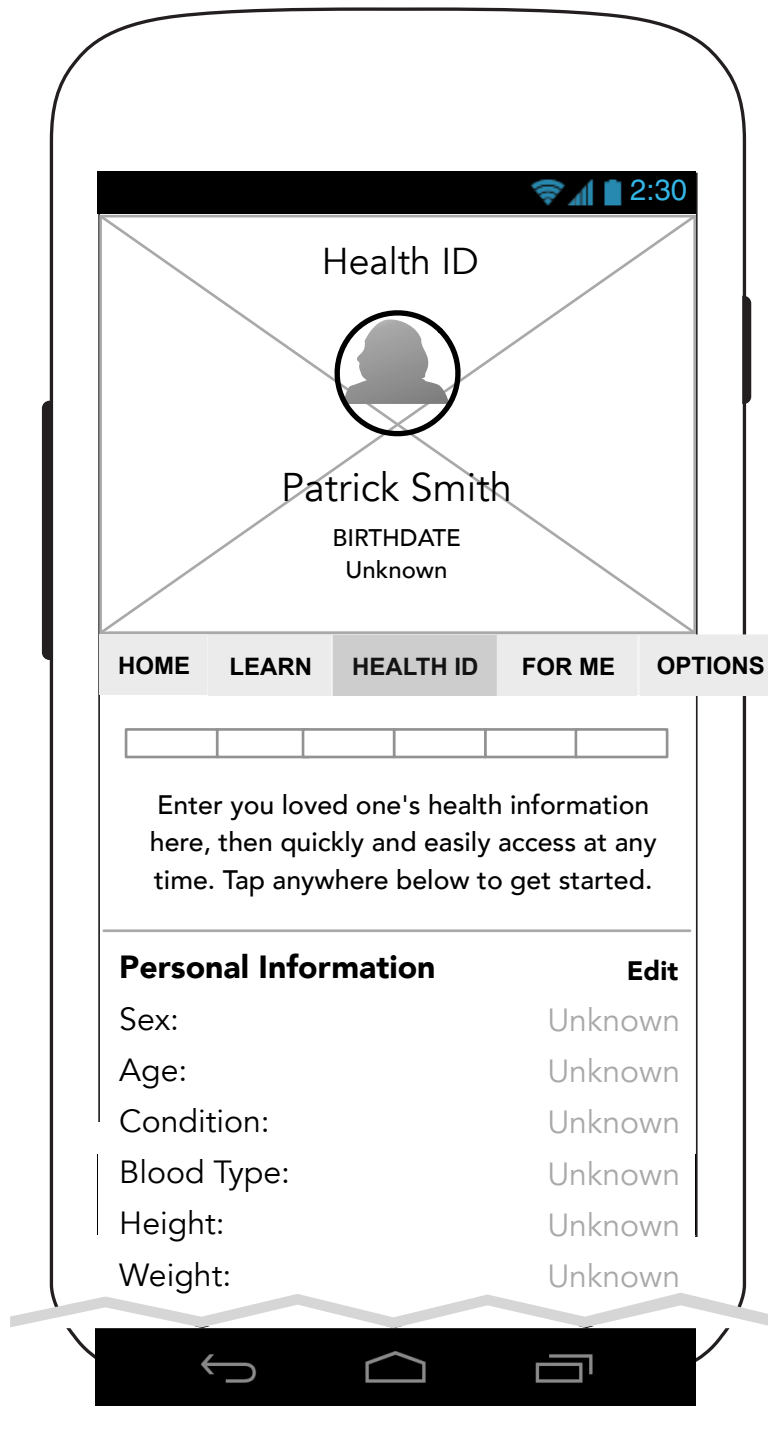 2:30
Health ID
Patrick Smith
BIRTHDATE
Unknown
HOME LEARN HEALTH ID FOR ME OPTIONS
Enter you loved one's health information
here, then quickly and easily access at any
time. Tap anywhere below to get started.
Personal Information Edit
Sex: Unknown
Age: Unknown
Condition: Unknown
Blood Type: Unknown
Height: Unknown
Weight: Unknown